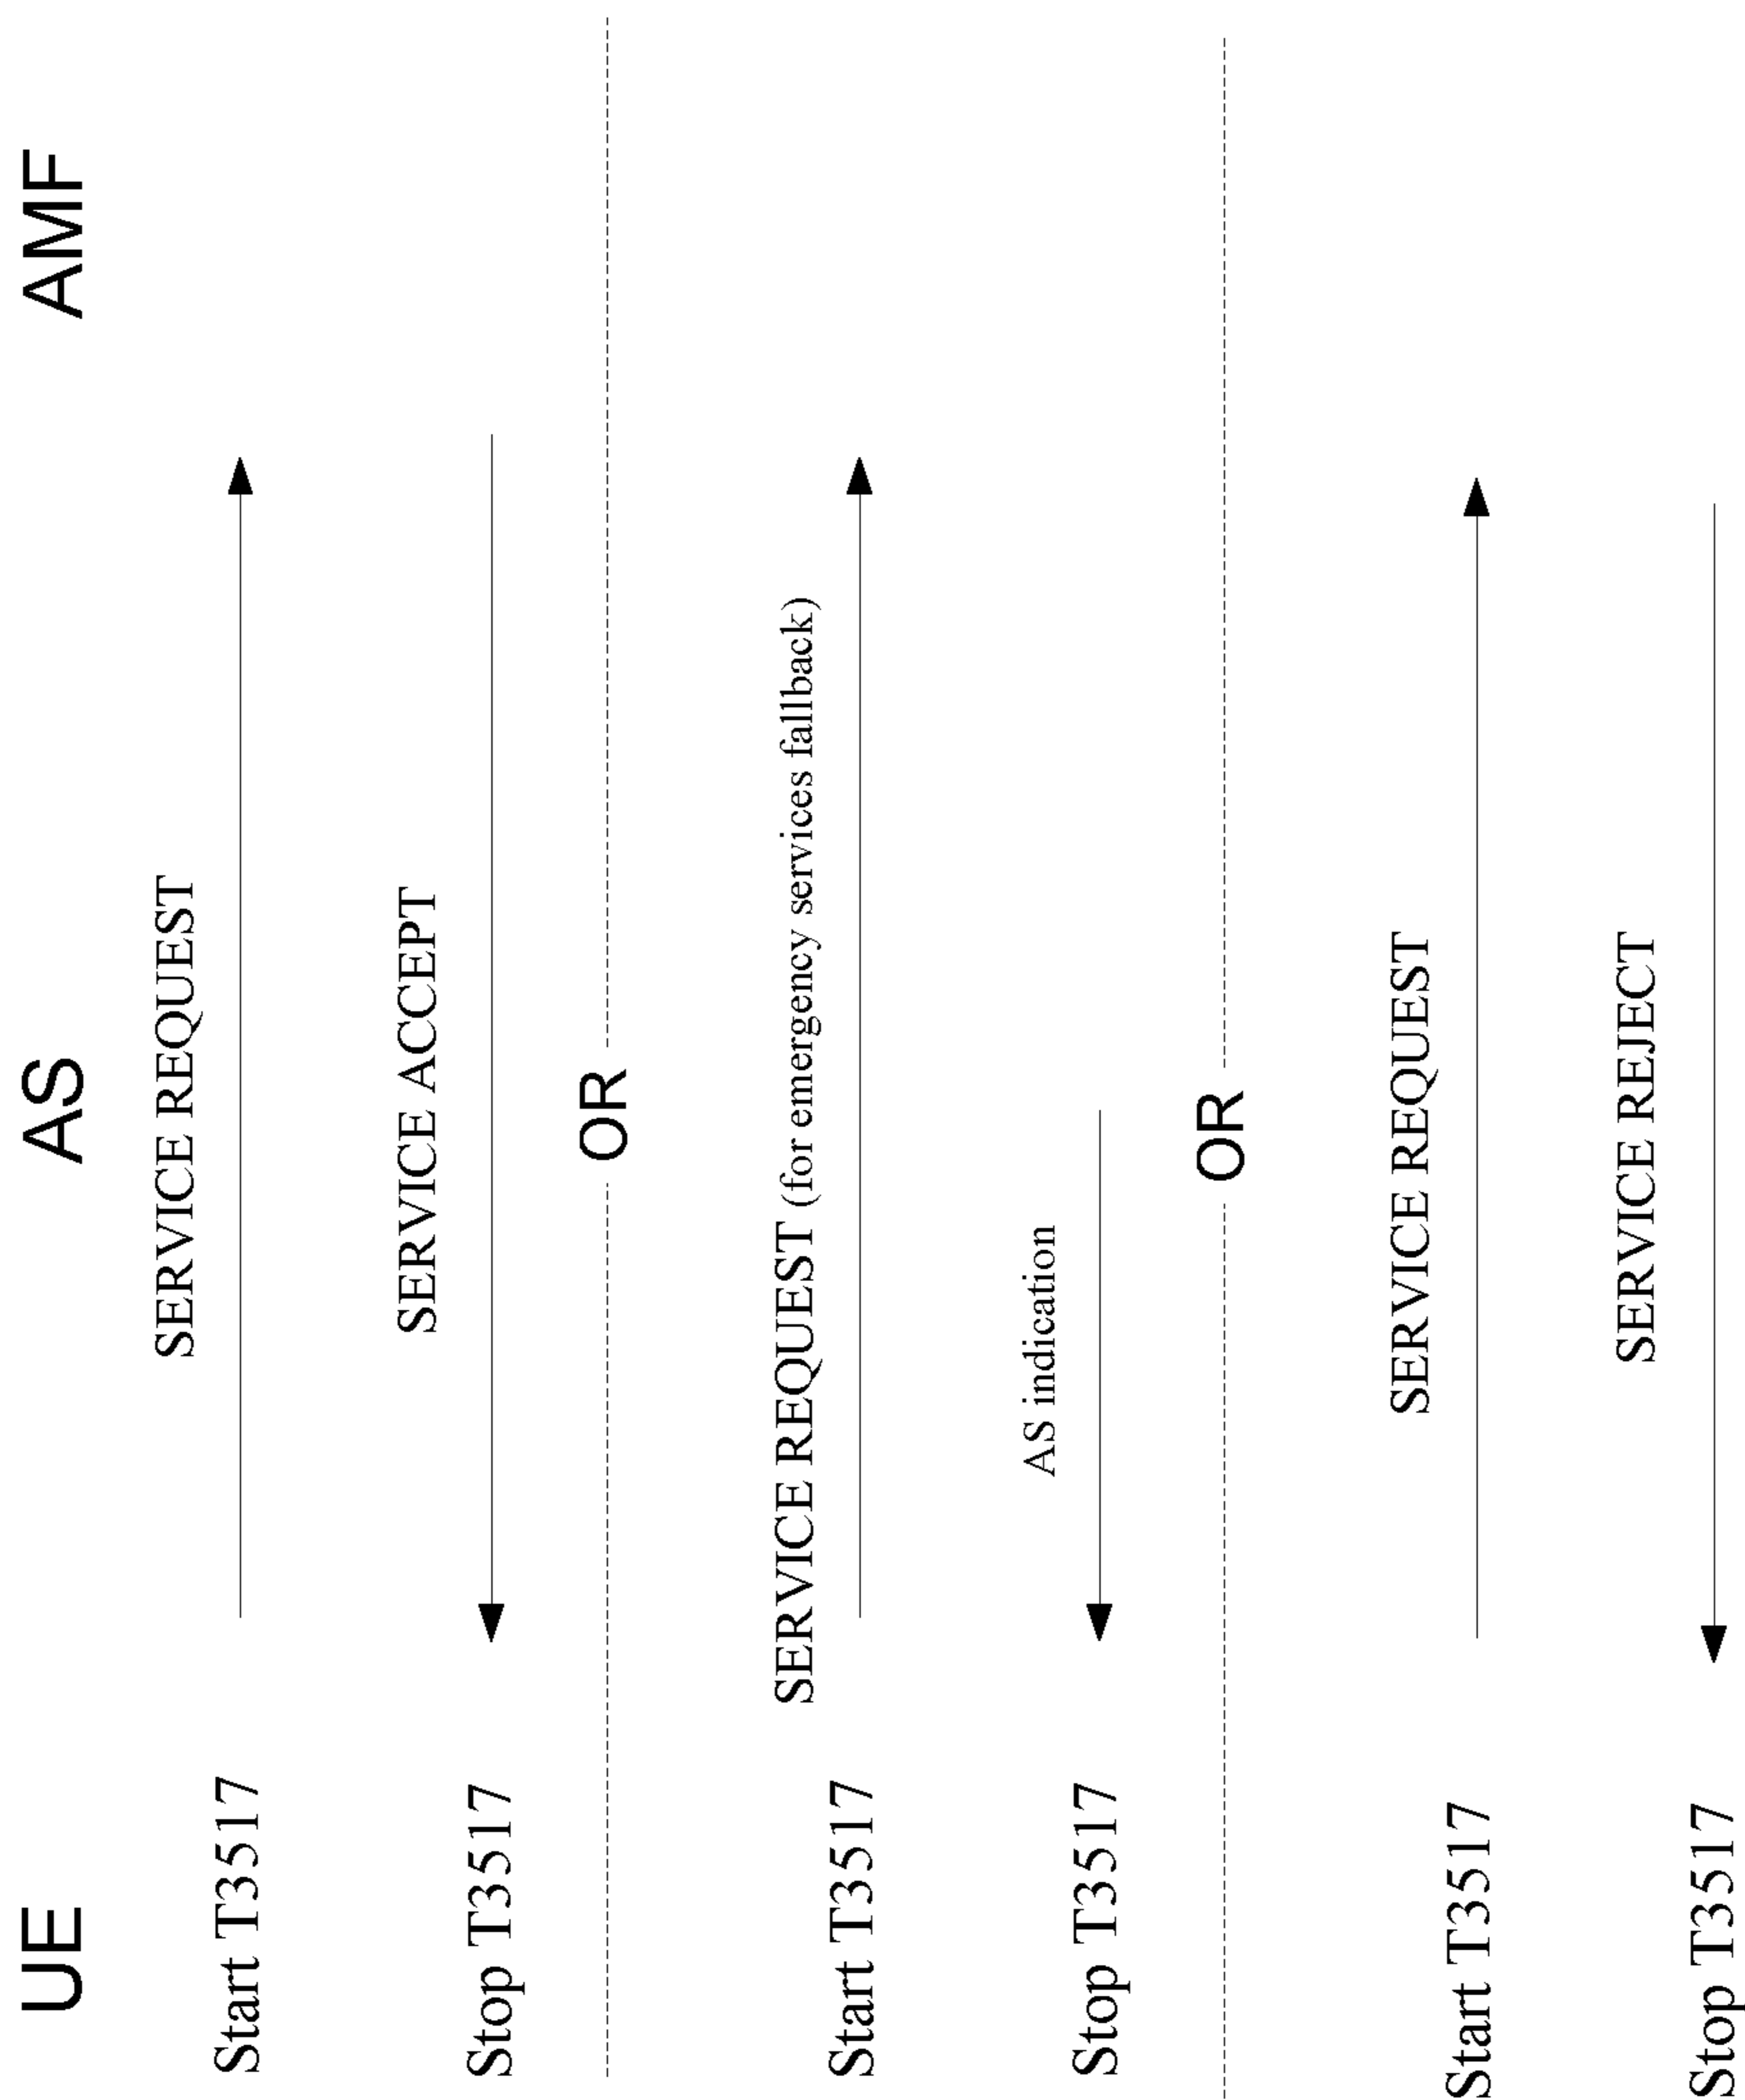 UE AS AMF
SERVICE REQUEST
Start T3517
SERVICE ACCEPT
Stop T3517
OR
SERVICE REQUEST (for emergency services fallback)
Start T3517
AS indication
Stop T3517
OR
SERVICE REQUEST
Start T3517
SERVICE REJECT
Stop T3517